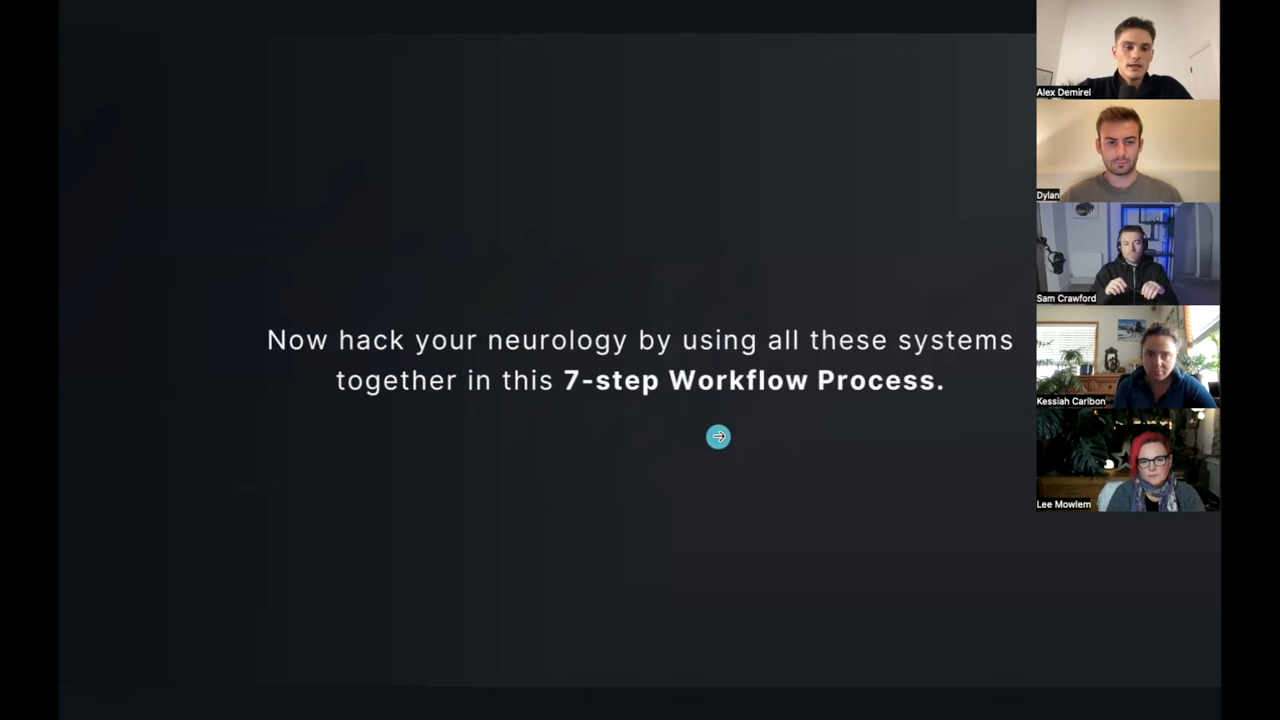 Now hack your neurology by using all these systems
together in this 7-step Workflow Process.
Alex Demirel
Dylan
Sam Crawford
Kessiah Carlbon
Lee Mowlem